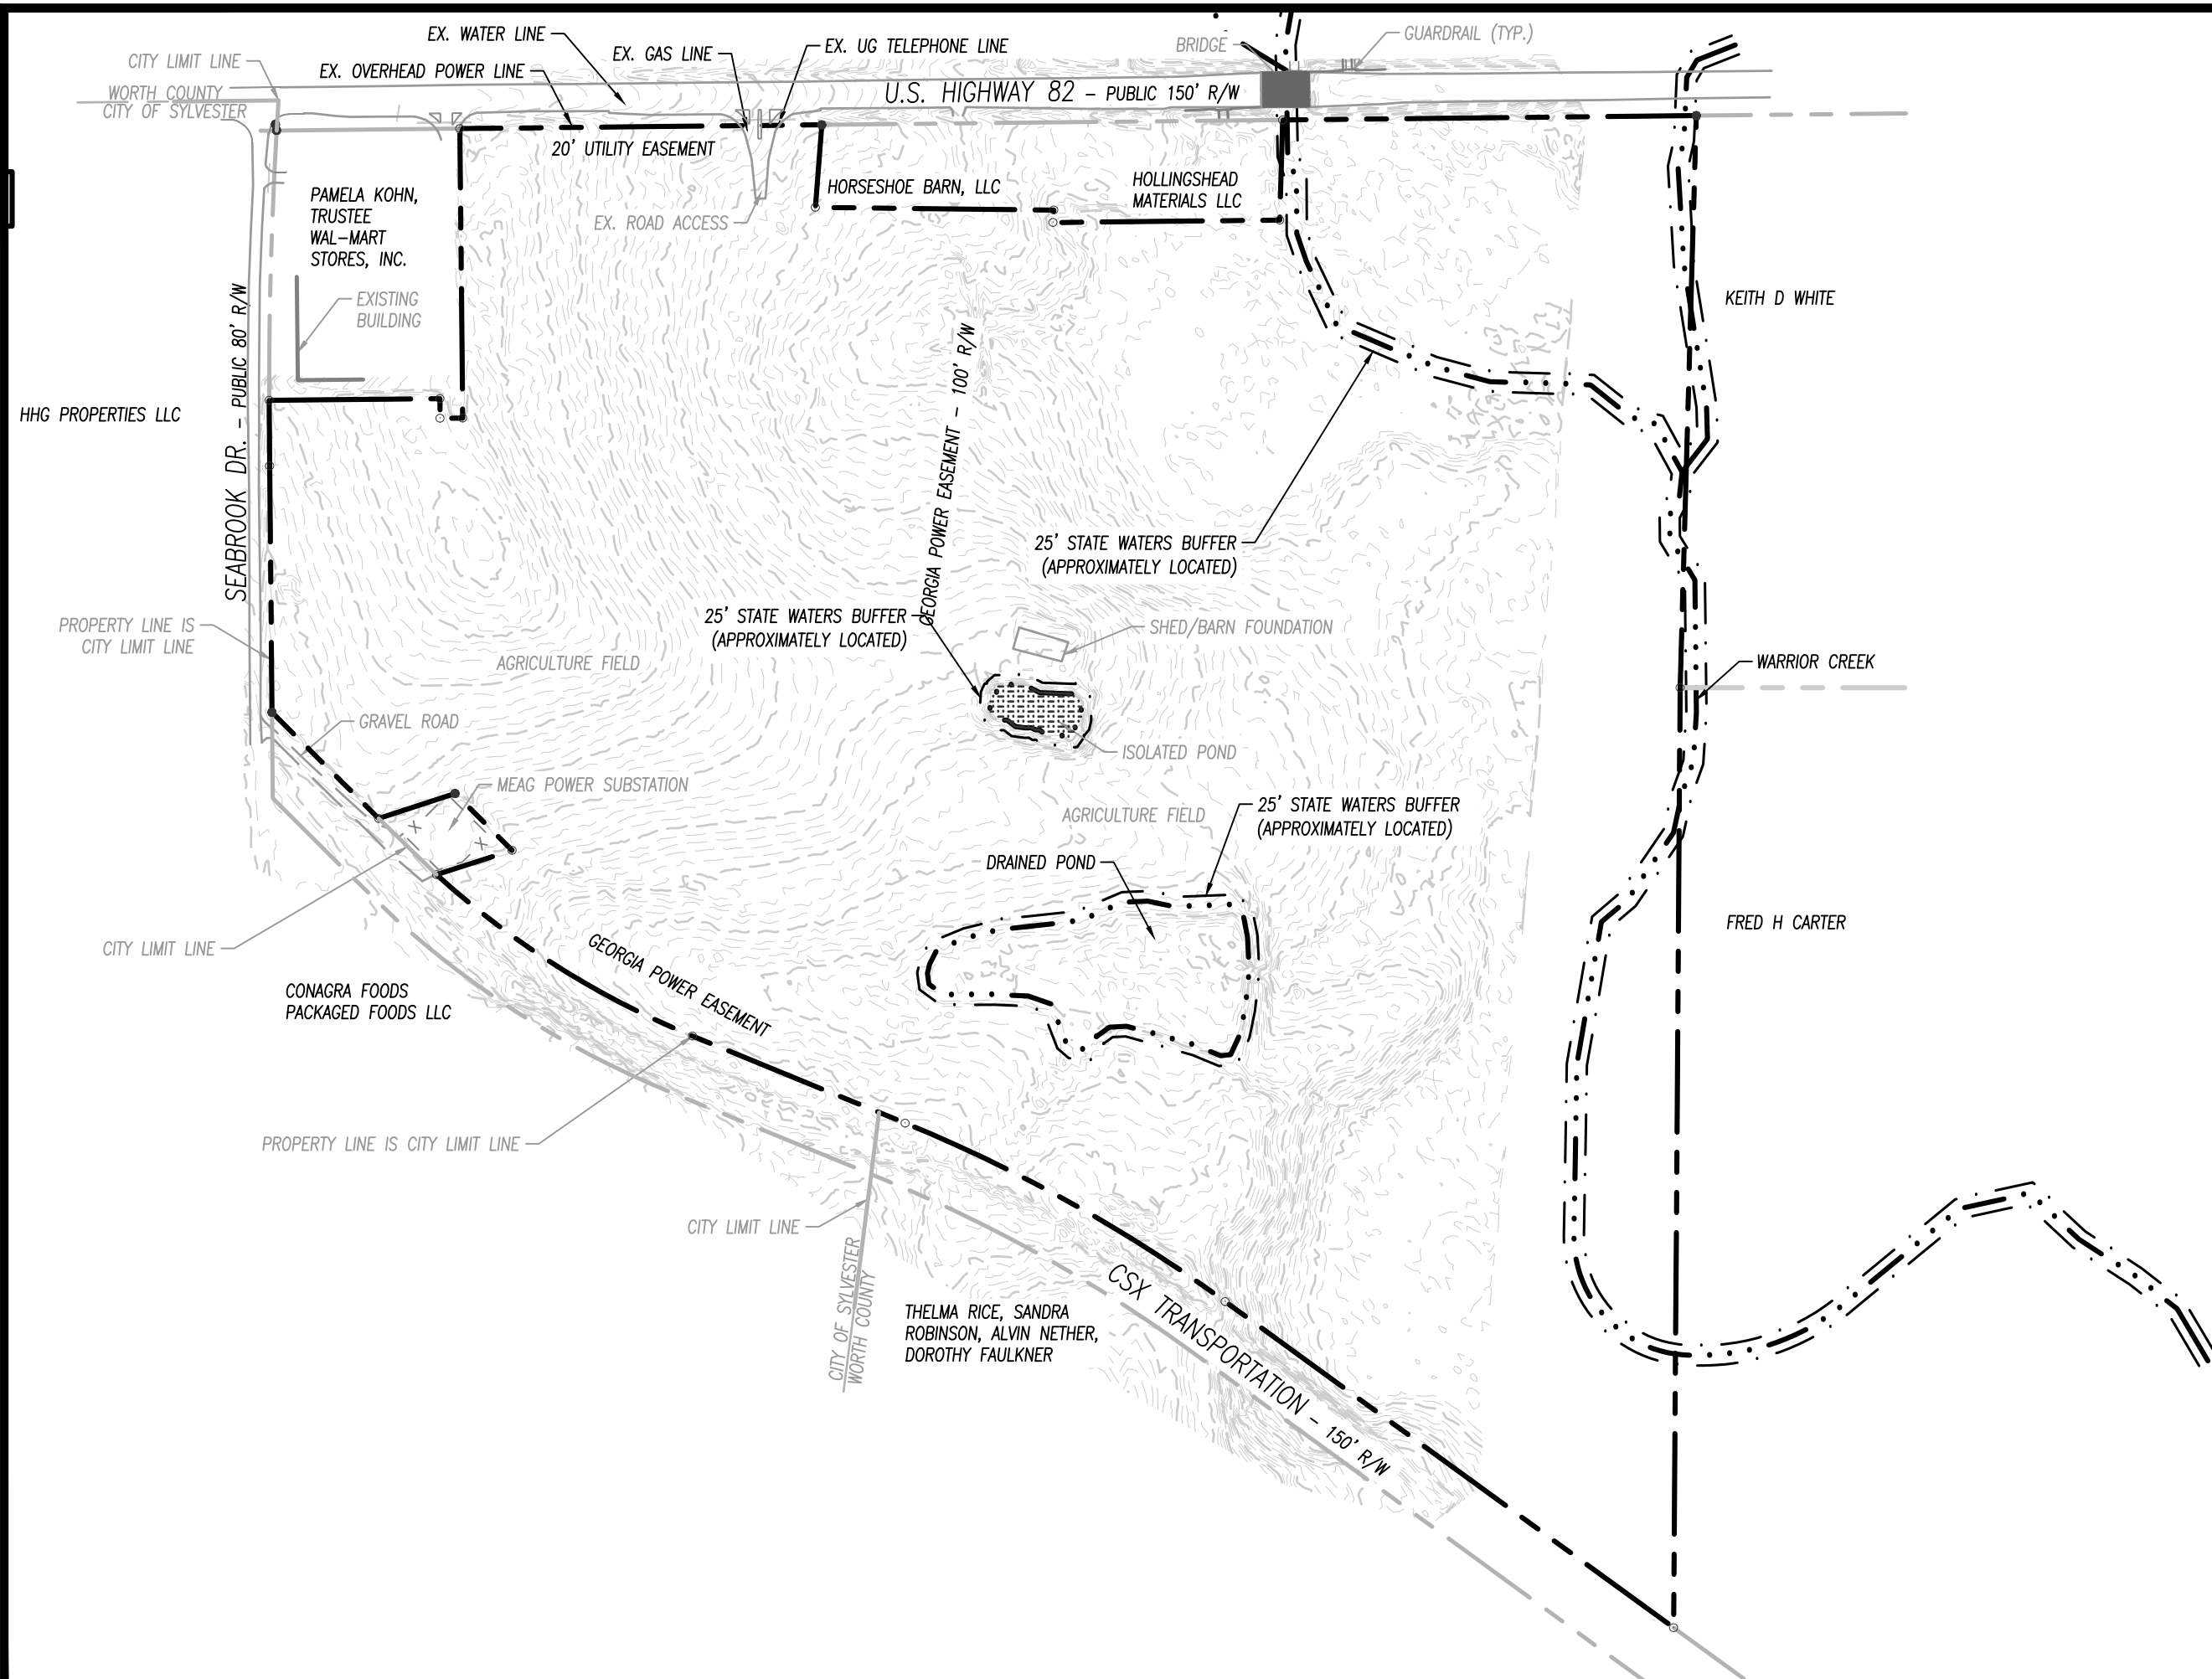 EX. WATER LINE
EX. GAS LINE
EX. UG TELEPHONE LINE
BRIDGE
GUARDRAIL (TYP.)
CITY LIMIT LINE
EX. OVERHEAD POWER LINE
WORTH COUNTY
CITY OF SYLVESTER
U.S. HIGHWAY 82 - PUBLIC 150' R/W
20' UTILITY EASEMENT
PAMELA KOHN,
TRUSTEE
WAL-MART
STORES, INC.
HORSESHOE BARN, LLC
HOLLINGSHEAD
MATERIALS LLC
EX. ROAD ACCESS
EXISTING
BUILDING
KEITH D WHITE
SEABROOK DR. - PUBLIC 80' R/W
HHG PROPERTIES LLC
GEORGIA POWER EASEMENT - 100' R/W
25' STATE WATERS BUFFER
(APPROXIMATELY LOCATED)
25' STATE WATERS BUFFER
(APPROXIMATELY LOCATED)
SHED/BARN FOUNDATION
PROPERTY LINE IS
CITY LIMIT LINE
AGRICULTURE FIELD
WARRIOR CREEK
GRAVEL ROAD
ISOLATED POND
MEAG POWER SUBSTATION
AGRICULTURE FIELD
25' STATE WATERS BUFFER
(APPROXIMATELY LOCATED)
DRAINED POND
CITY LIMIT LINE
GEORGIA POWER EASEMENT
FRED H CARTER
CONAGRA FOODS
PACKAGED FOODS LLC
PROPERTY LINE IS CITY LIMIT LINE
CITY LIMIT LINE
CITY OF SYLVESTER
WORTH COUNTY
THELMA RICE, SANDRA
ROBINSON, ALVIN NETHER,
DOROTHY FAULKNER
CSX TRANSPORTATION - 150' R/W